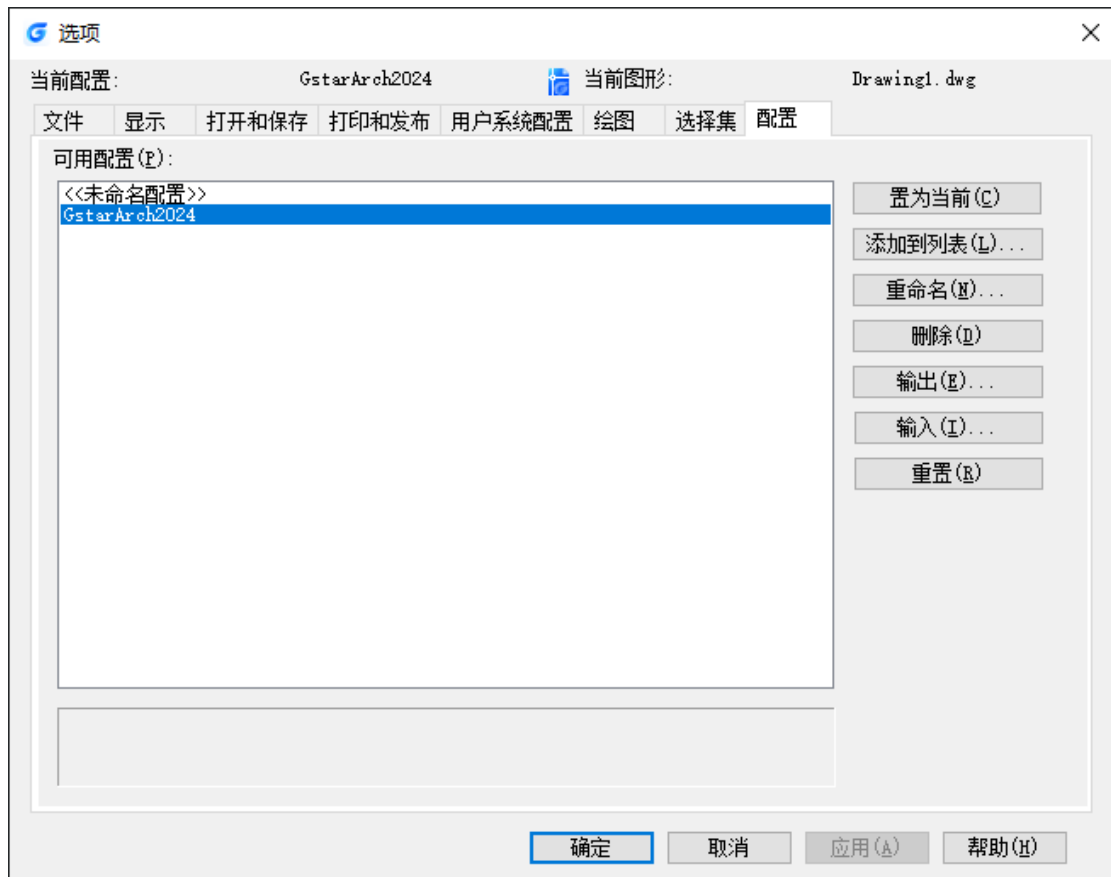 选项
当前配置: GstarArch2024 当前图形: Drawing1.dwg
文件 显示 打开和保存 打印和发布 用户系统配置 绘图 选择集 配置
可用配置(P):
<<未命名配置>>
GstarArch2024
置为当前(C)
添加到列表(L)...
重命名(N)...
删除(D)
输出(E)...
输入(I)...
重置(R)
确定 取消 应用(A) 帮助(H)